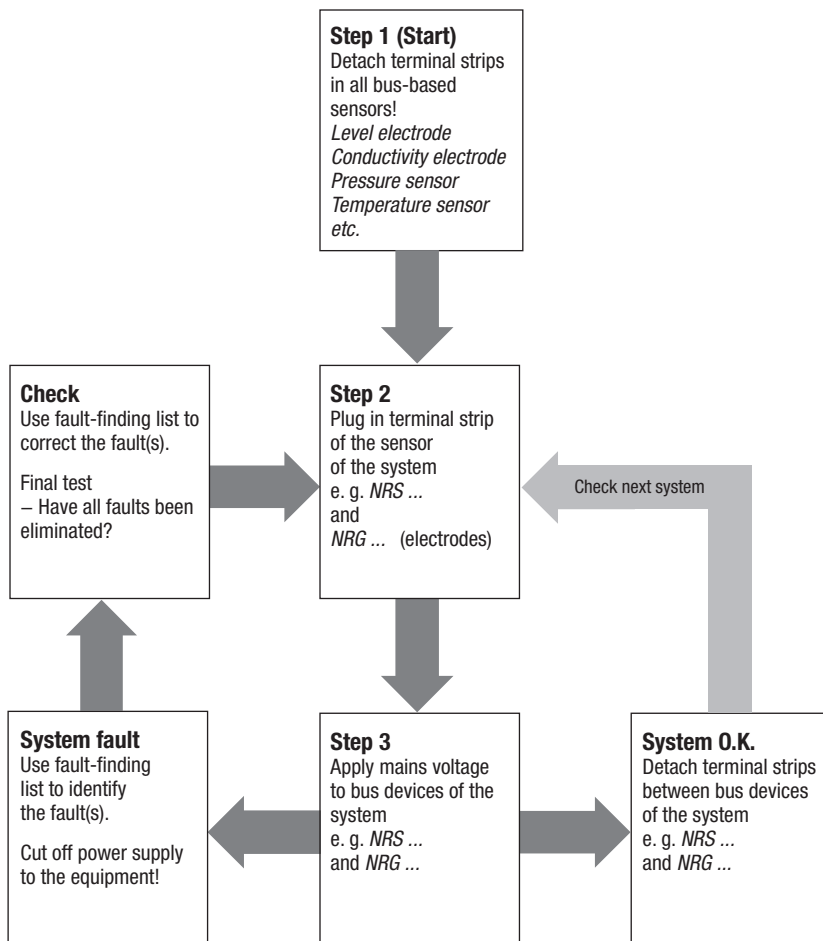 Step 1 (Start)
Detach terminal strips
in all bus-based
sensors!
Level electrode
Conductivity electrode
Pressure sensor
Temperature sensor
etc.
Check
Use fault-finding list to
correct the fault(s).
Final test
– Have all faults been
eliminated?
Step 2
Plug in terminal strip
of the sensor
of the system
e. g. NRS ...
and
NRG ... (electrodes)
Check next system
System fault
Use fault-finding
list to identify
the fault(s).
Cut off power supply
to the equipment!
Step 3
Apply mains voltage
to bus devices of the
system
e. g. NRS ...
and NRG ...
System O.K.
Detach terminal strips
between bus devices
of the system
e. g. NRS ...
and NRG ...